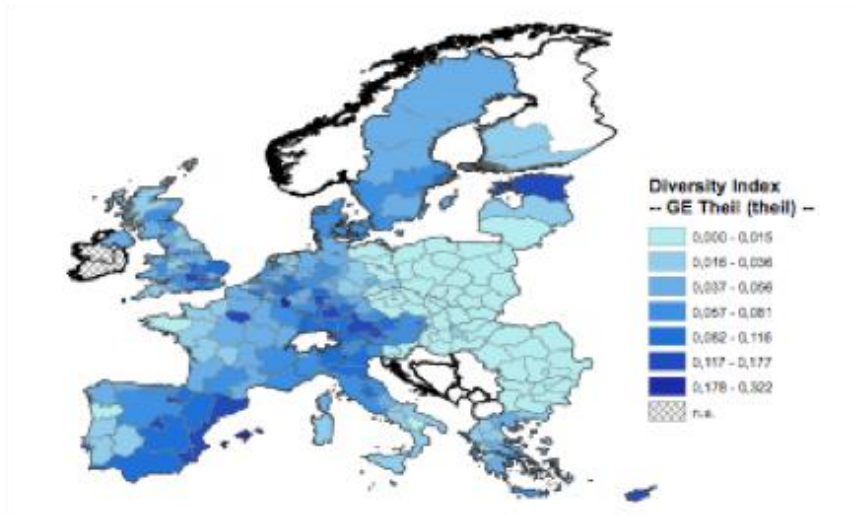 Diversity Index
-- GE Theil (theil) --
0,000 - 0,015
0,016 - 0,036
0,037 - 0,056
0,057 - 0,081
0,082 - 0,116
0,117 - 0,177
0,178 - 0,322
n.a.